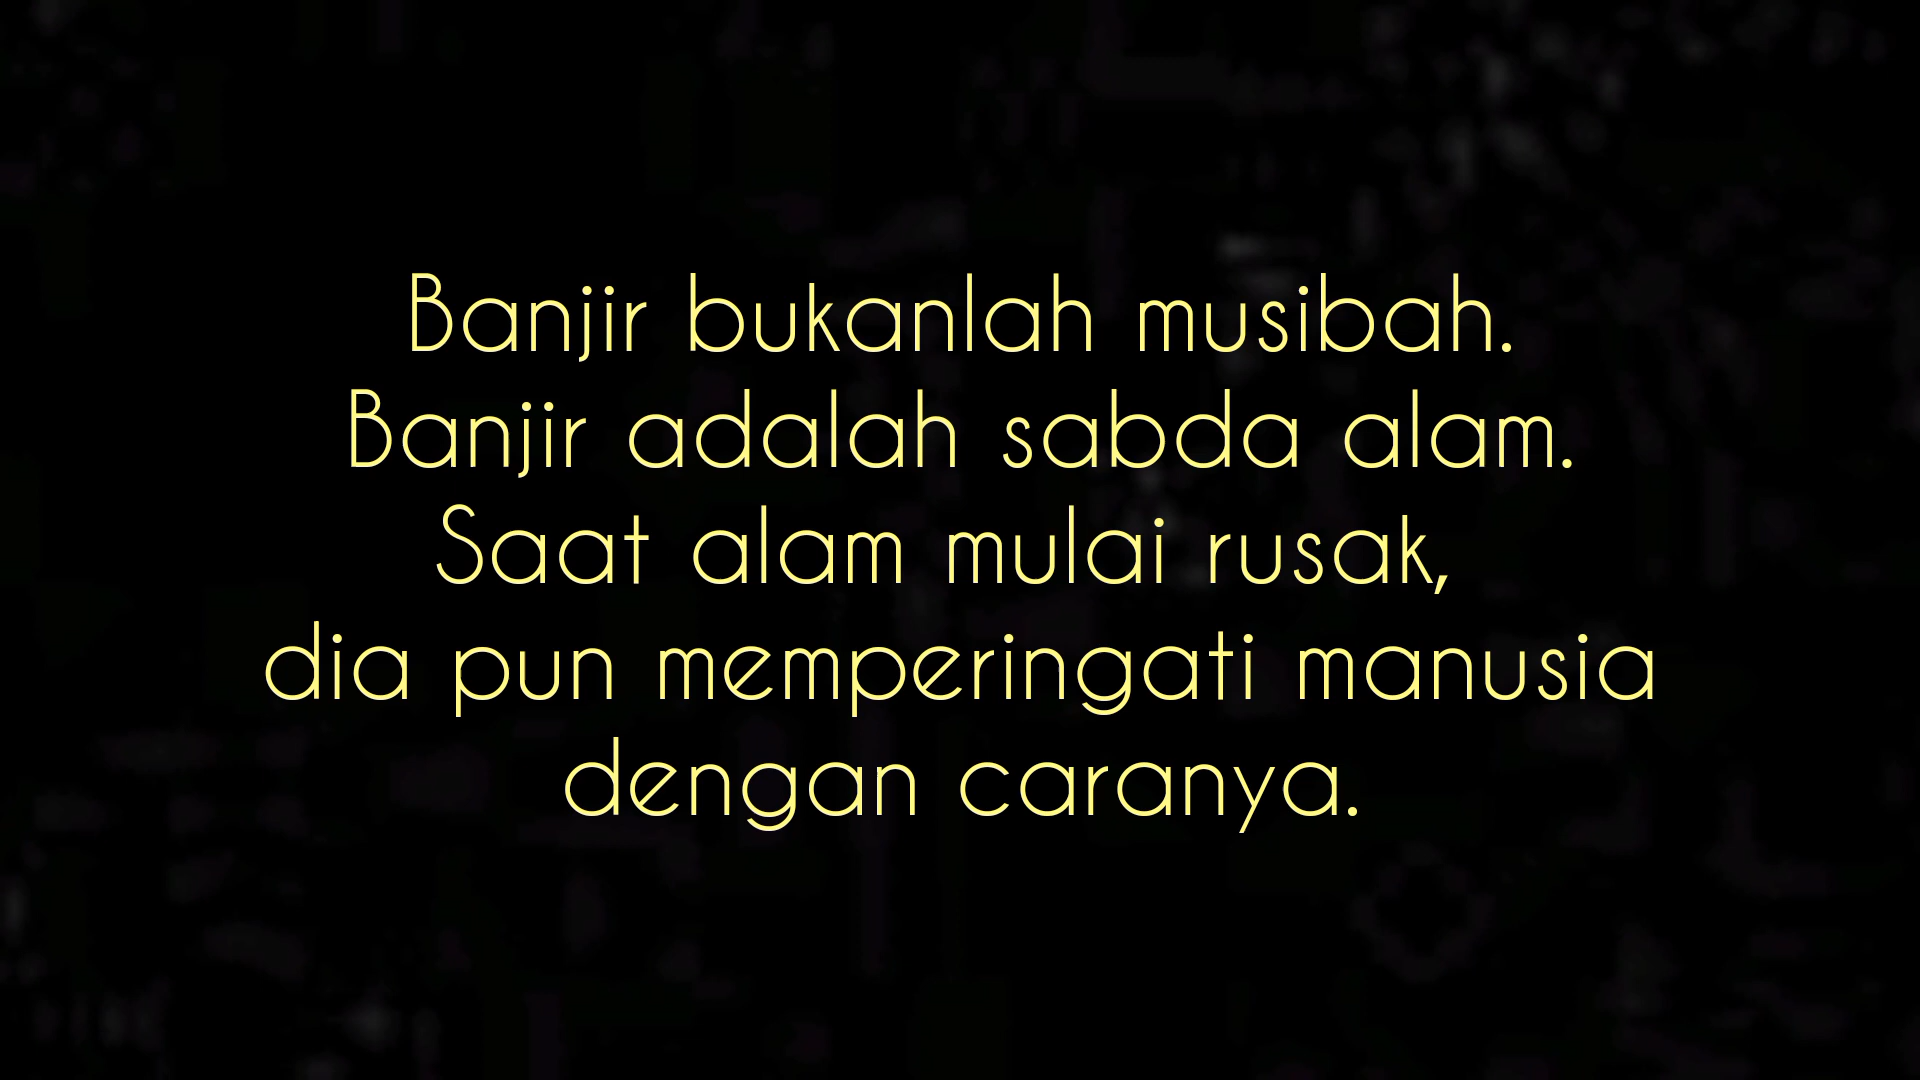 Banjir bukanlah musibah.
Banjir adalah sabda alam.
Saat alam mulai rusak,
dia pun memperingati manusia
dengan caranya.